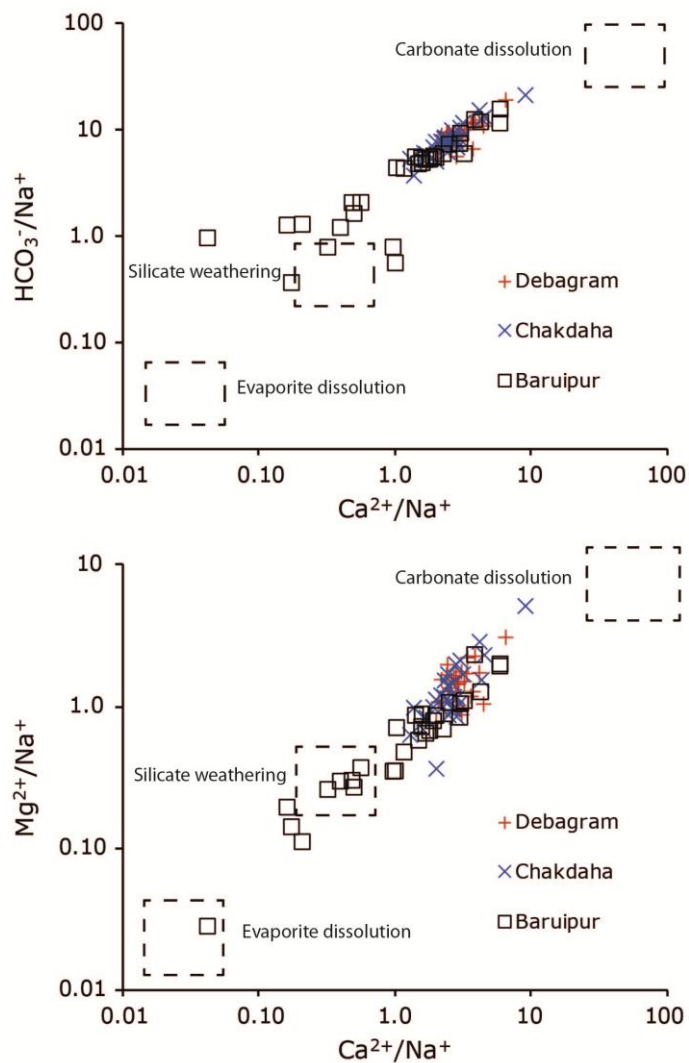 100
Carbonate dissolution
10
HCO₃⁻/Na⁺
1.0
Silicate weathering
+ Debagram
× Chakdaha
0.10
□ Baruipur
Evaporite dissolution
0.01
0.01 0.10 1.0 10 100
Ca²⁺/Na⁺
10
Carbonate dissolution
Mg²⁺/Na⁺
1.0
Silicate weathering
+ Debagram
0.10
× Chakdaha
□ Baruipur
Evaporite dissolution
0.01
0.01 0.10 1.0 10 100
Ca²⁺/Na⁺